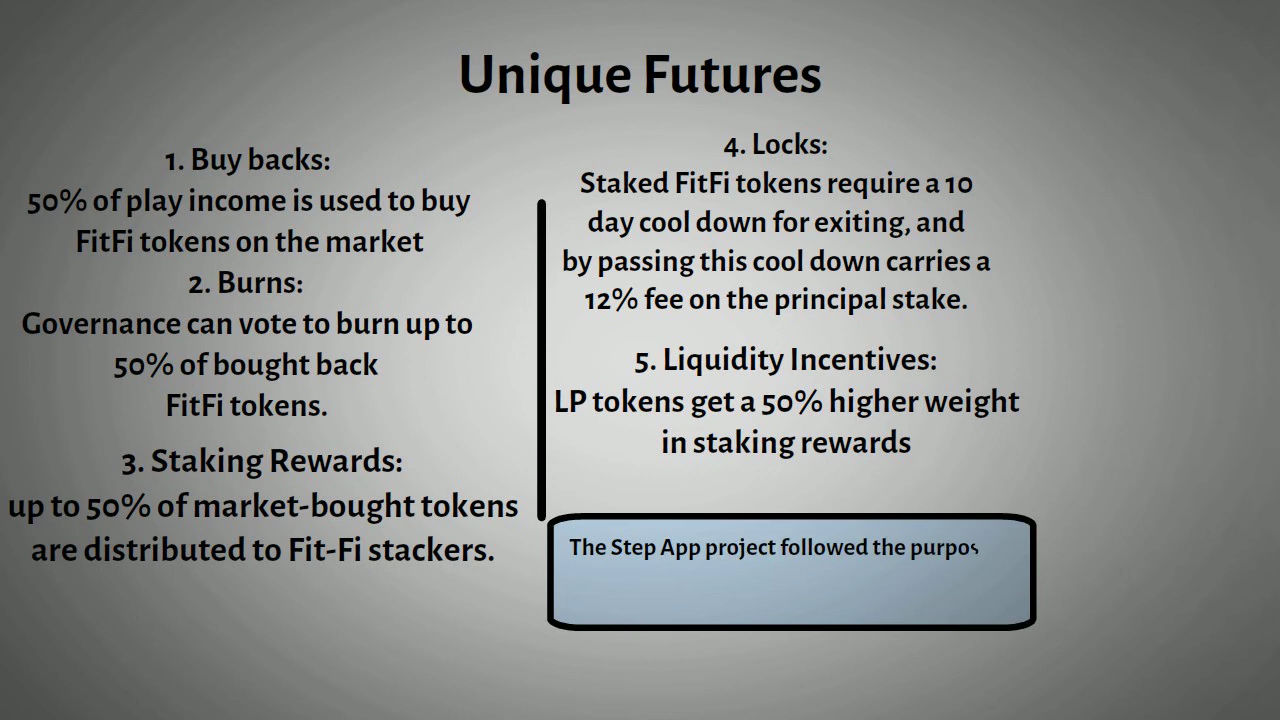 Unique Futures
1. Buy backs:
50% of play income is used to buy
FitFi tokens on the market
2. Burns:
Governance can vote to burn up to
50% of bought back
FitFi tokens.
3. Staking Rewards:
up to 50% of market-bought tokens
are distributed to Fit-Fi stackers.
4. Locks:
Staked FitFi tokens require a 10
day cool down for exiting, and
by passing this cool down carries a
12% fee on the principal stake.
5. Liquidity Incentives:
LP tokens get a 50% higher weight
in staking rewards
The Step App project followed the